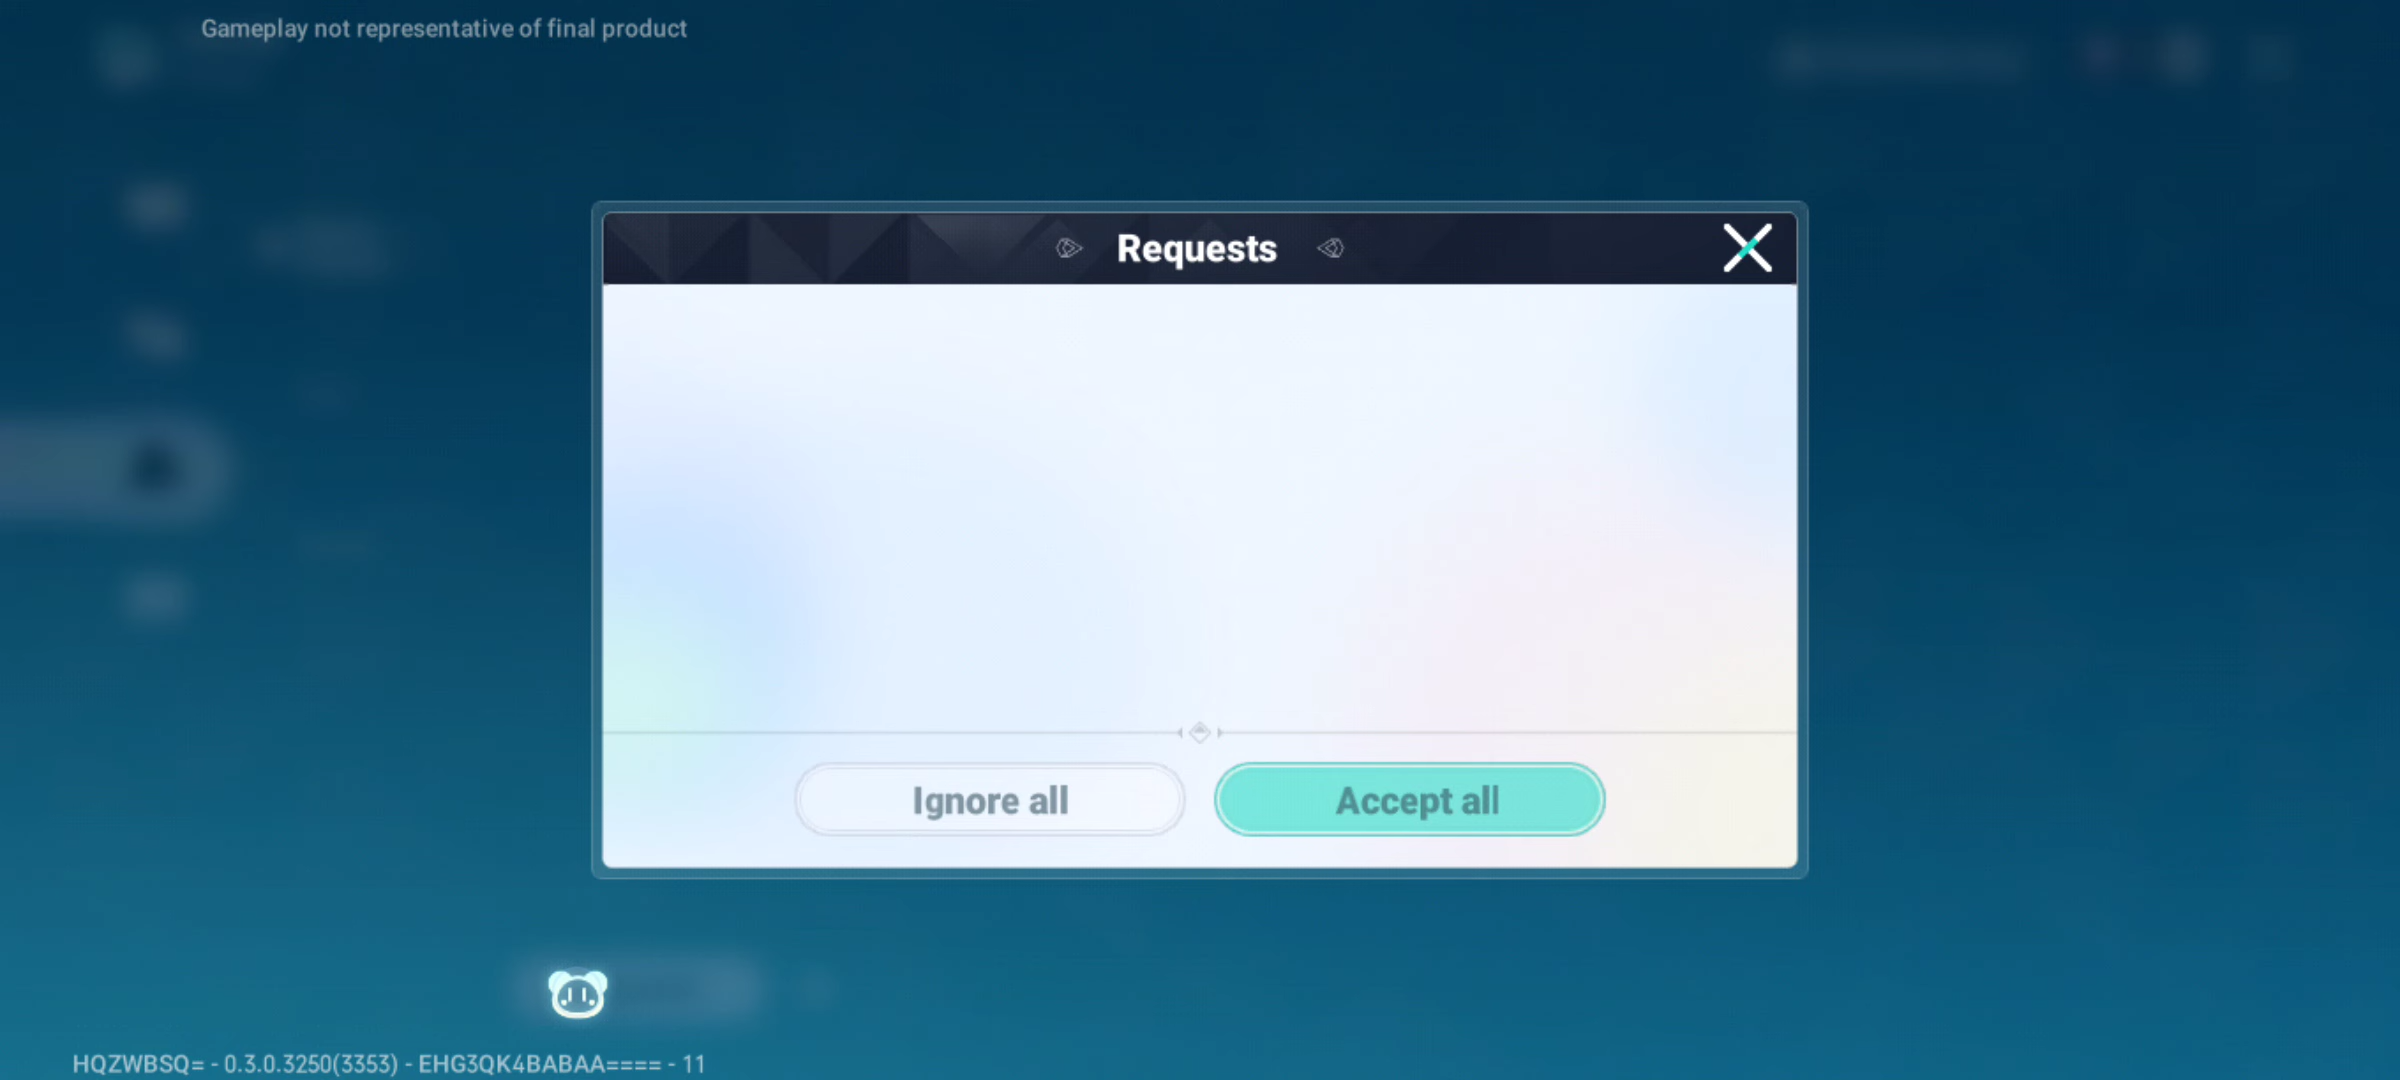 Gameplay not representative of final product
Requests
Ignore all
Accept all
HQZWBSQ= - 0.3.0.3250(3353) - EHG3QK4BABAA==== - 11